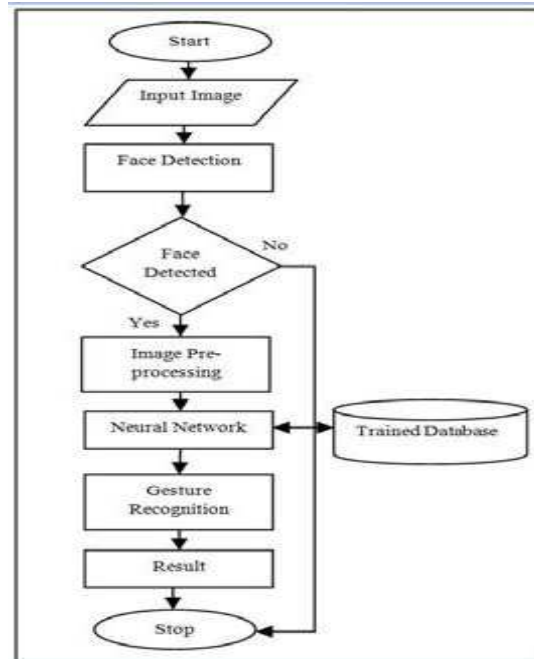 Start
Input Image
Face Detection
Face
Detected
No
Yes
Image Pre-
processing
Neural Network
Trained Database
Gesture
Recognition
Result
Stop